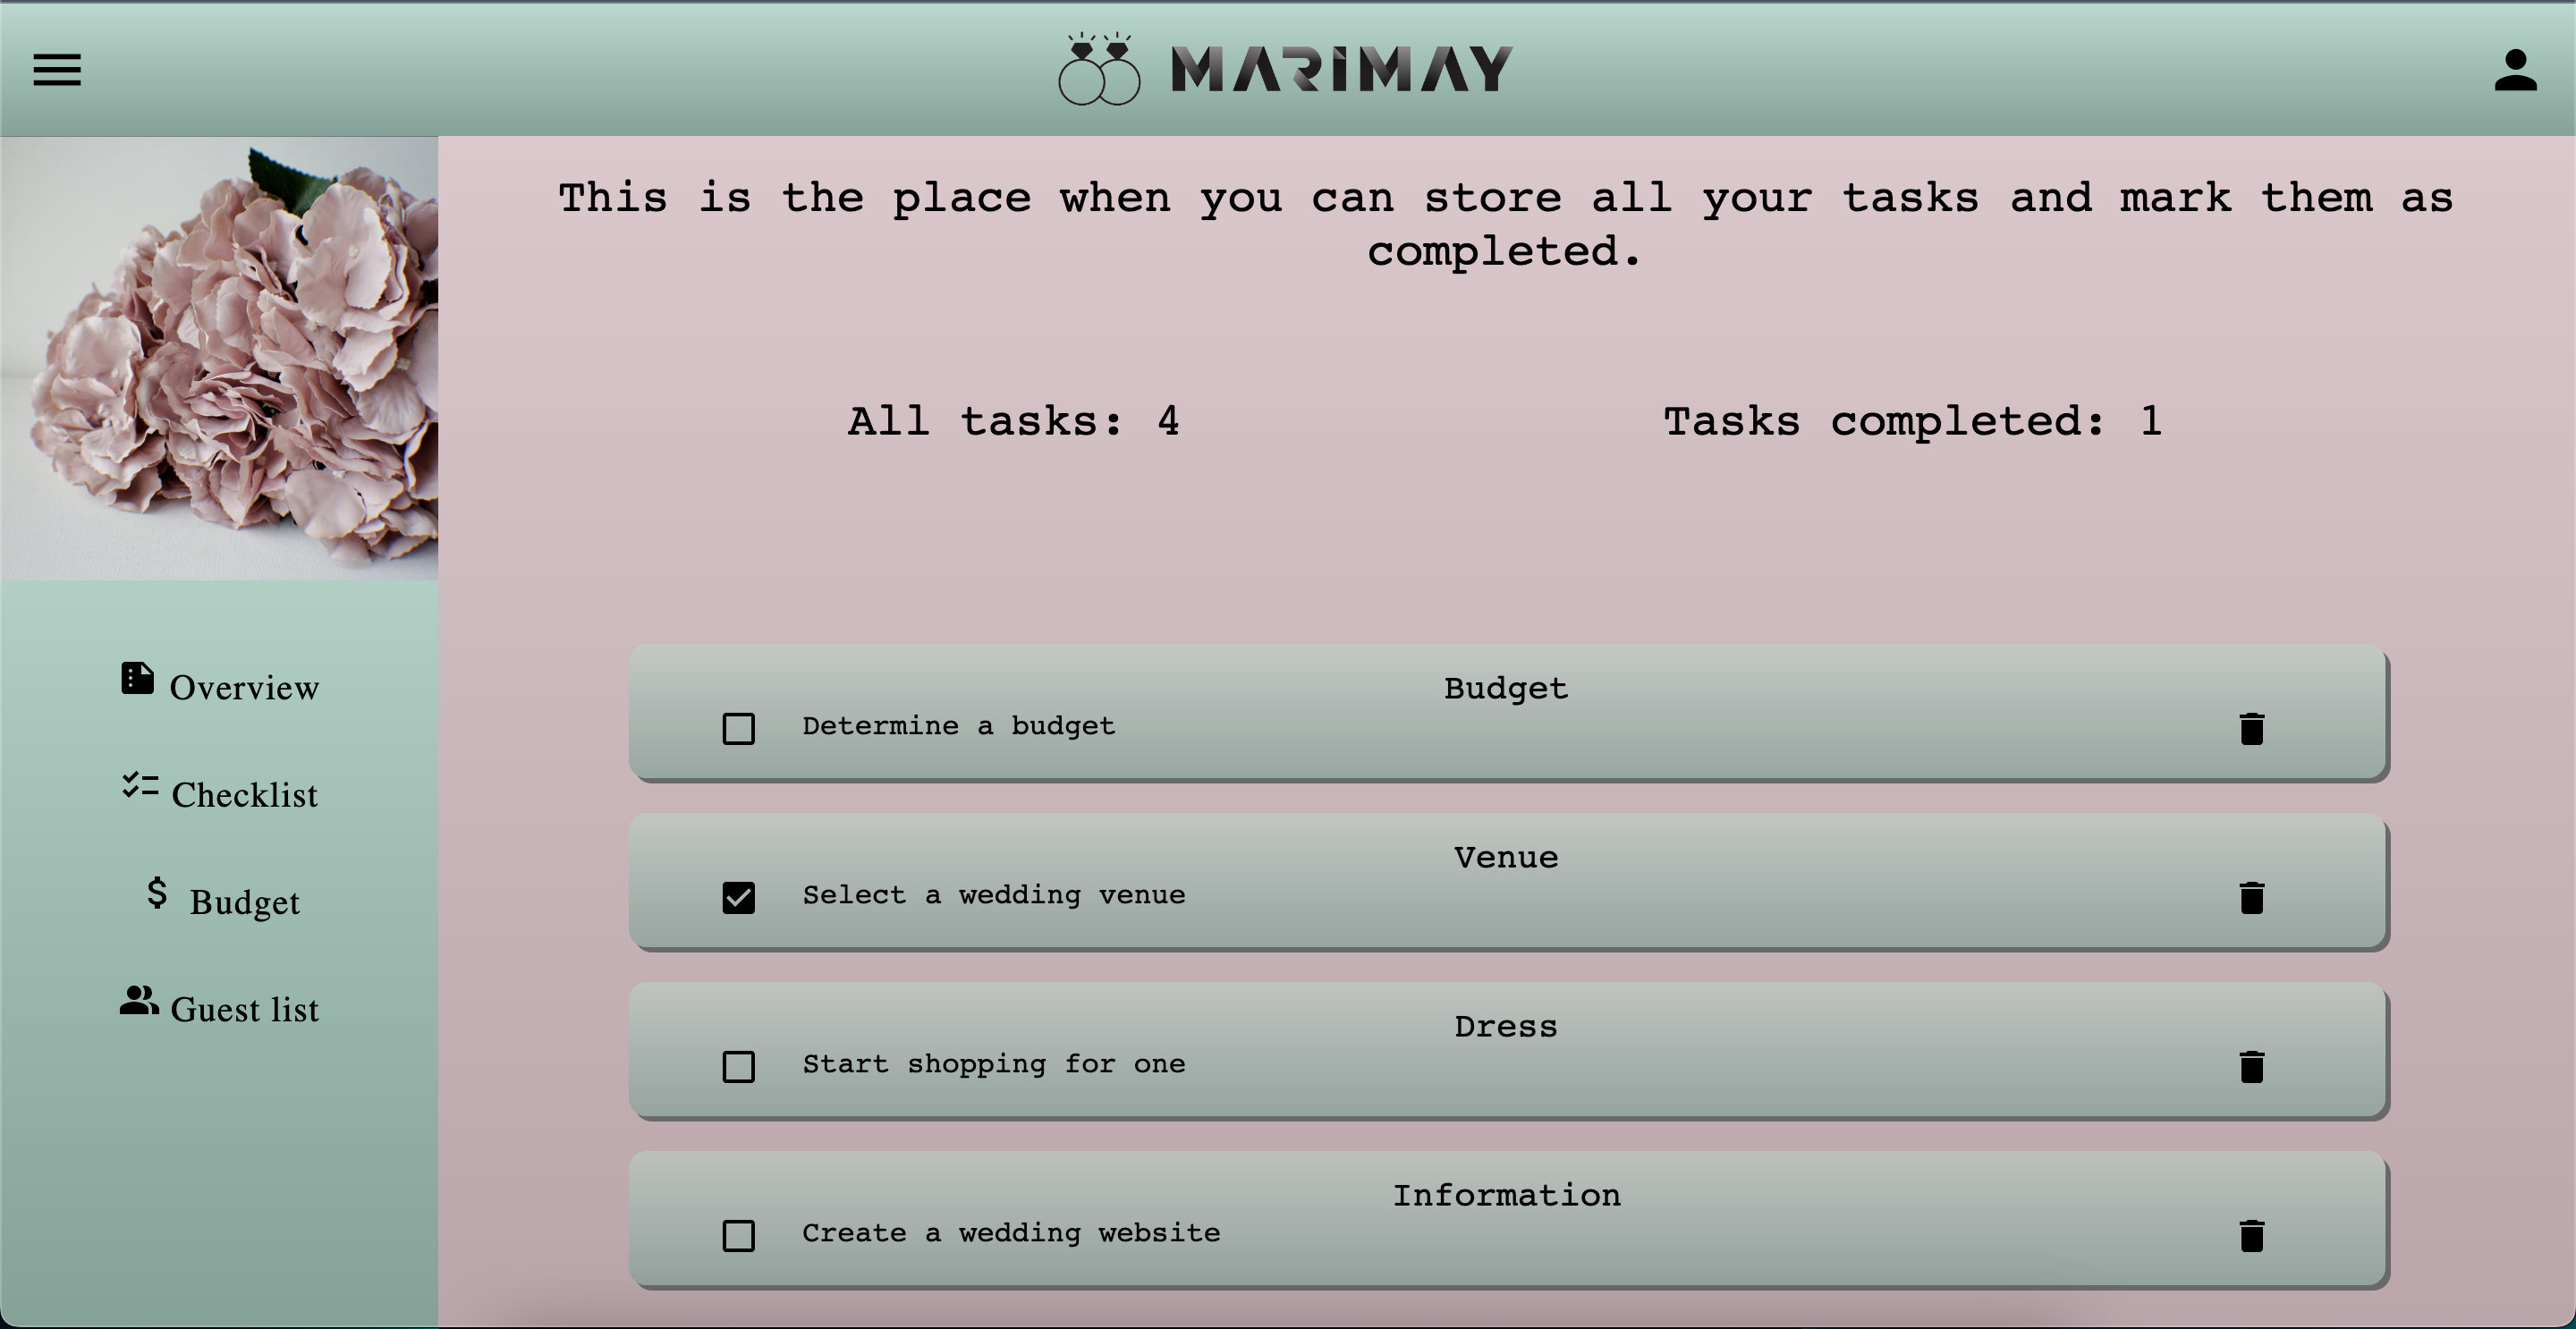 MARIMAY
This is the place when you can store all your tasks and mark them as
completed.
All tasks: 4
Tasks completed: 1
Overview
Checklist
Budget
Guest list
Budget
Determine a budget
Venue
Select a wedding venue
Dress
Start shopping for one
Information
Create a wedding website